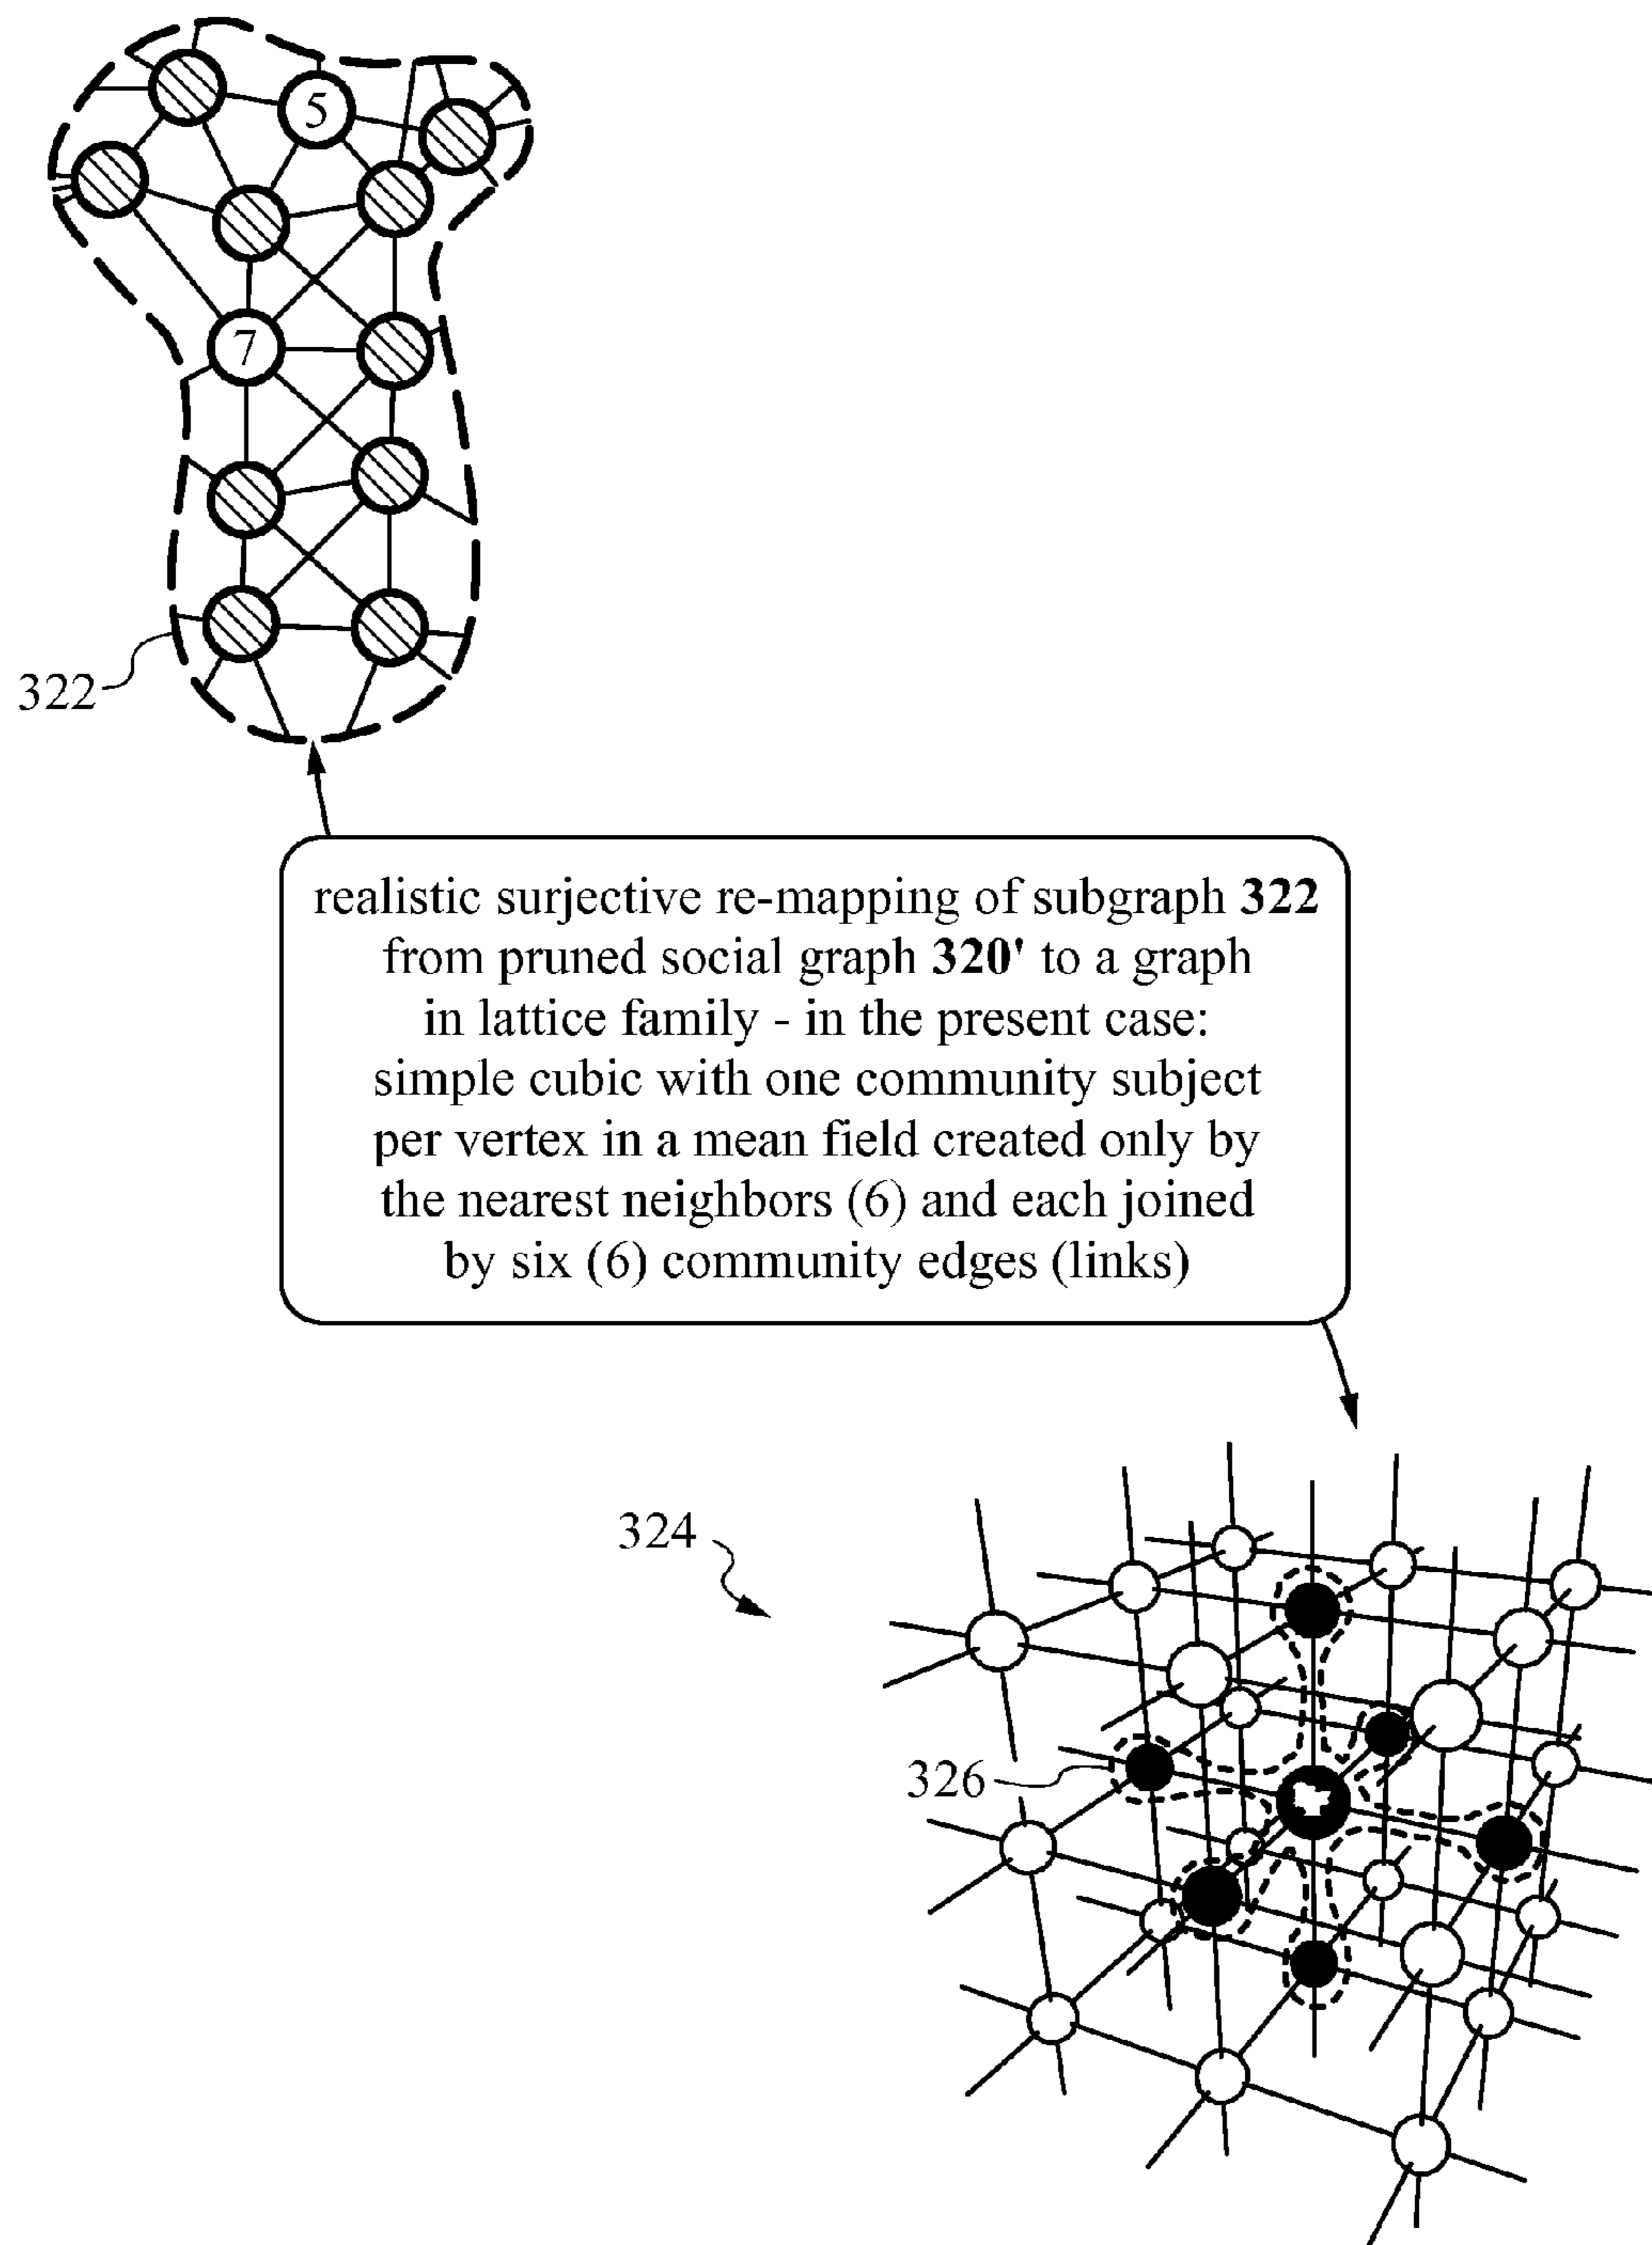 5
7
322
realistic surjective re-mapping of subgraph 322
from pruned social graph 320' to a graph
in lattice family - in the present case:
simple cubic with one community subject
per vertex in a mean field created only by
the nearest neighbors (6) and each joined
by six (6) community edges (links)
324
326